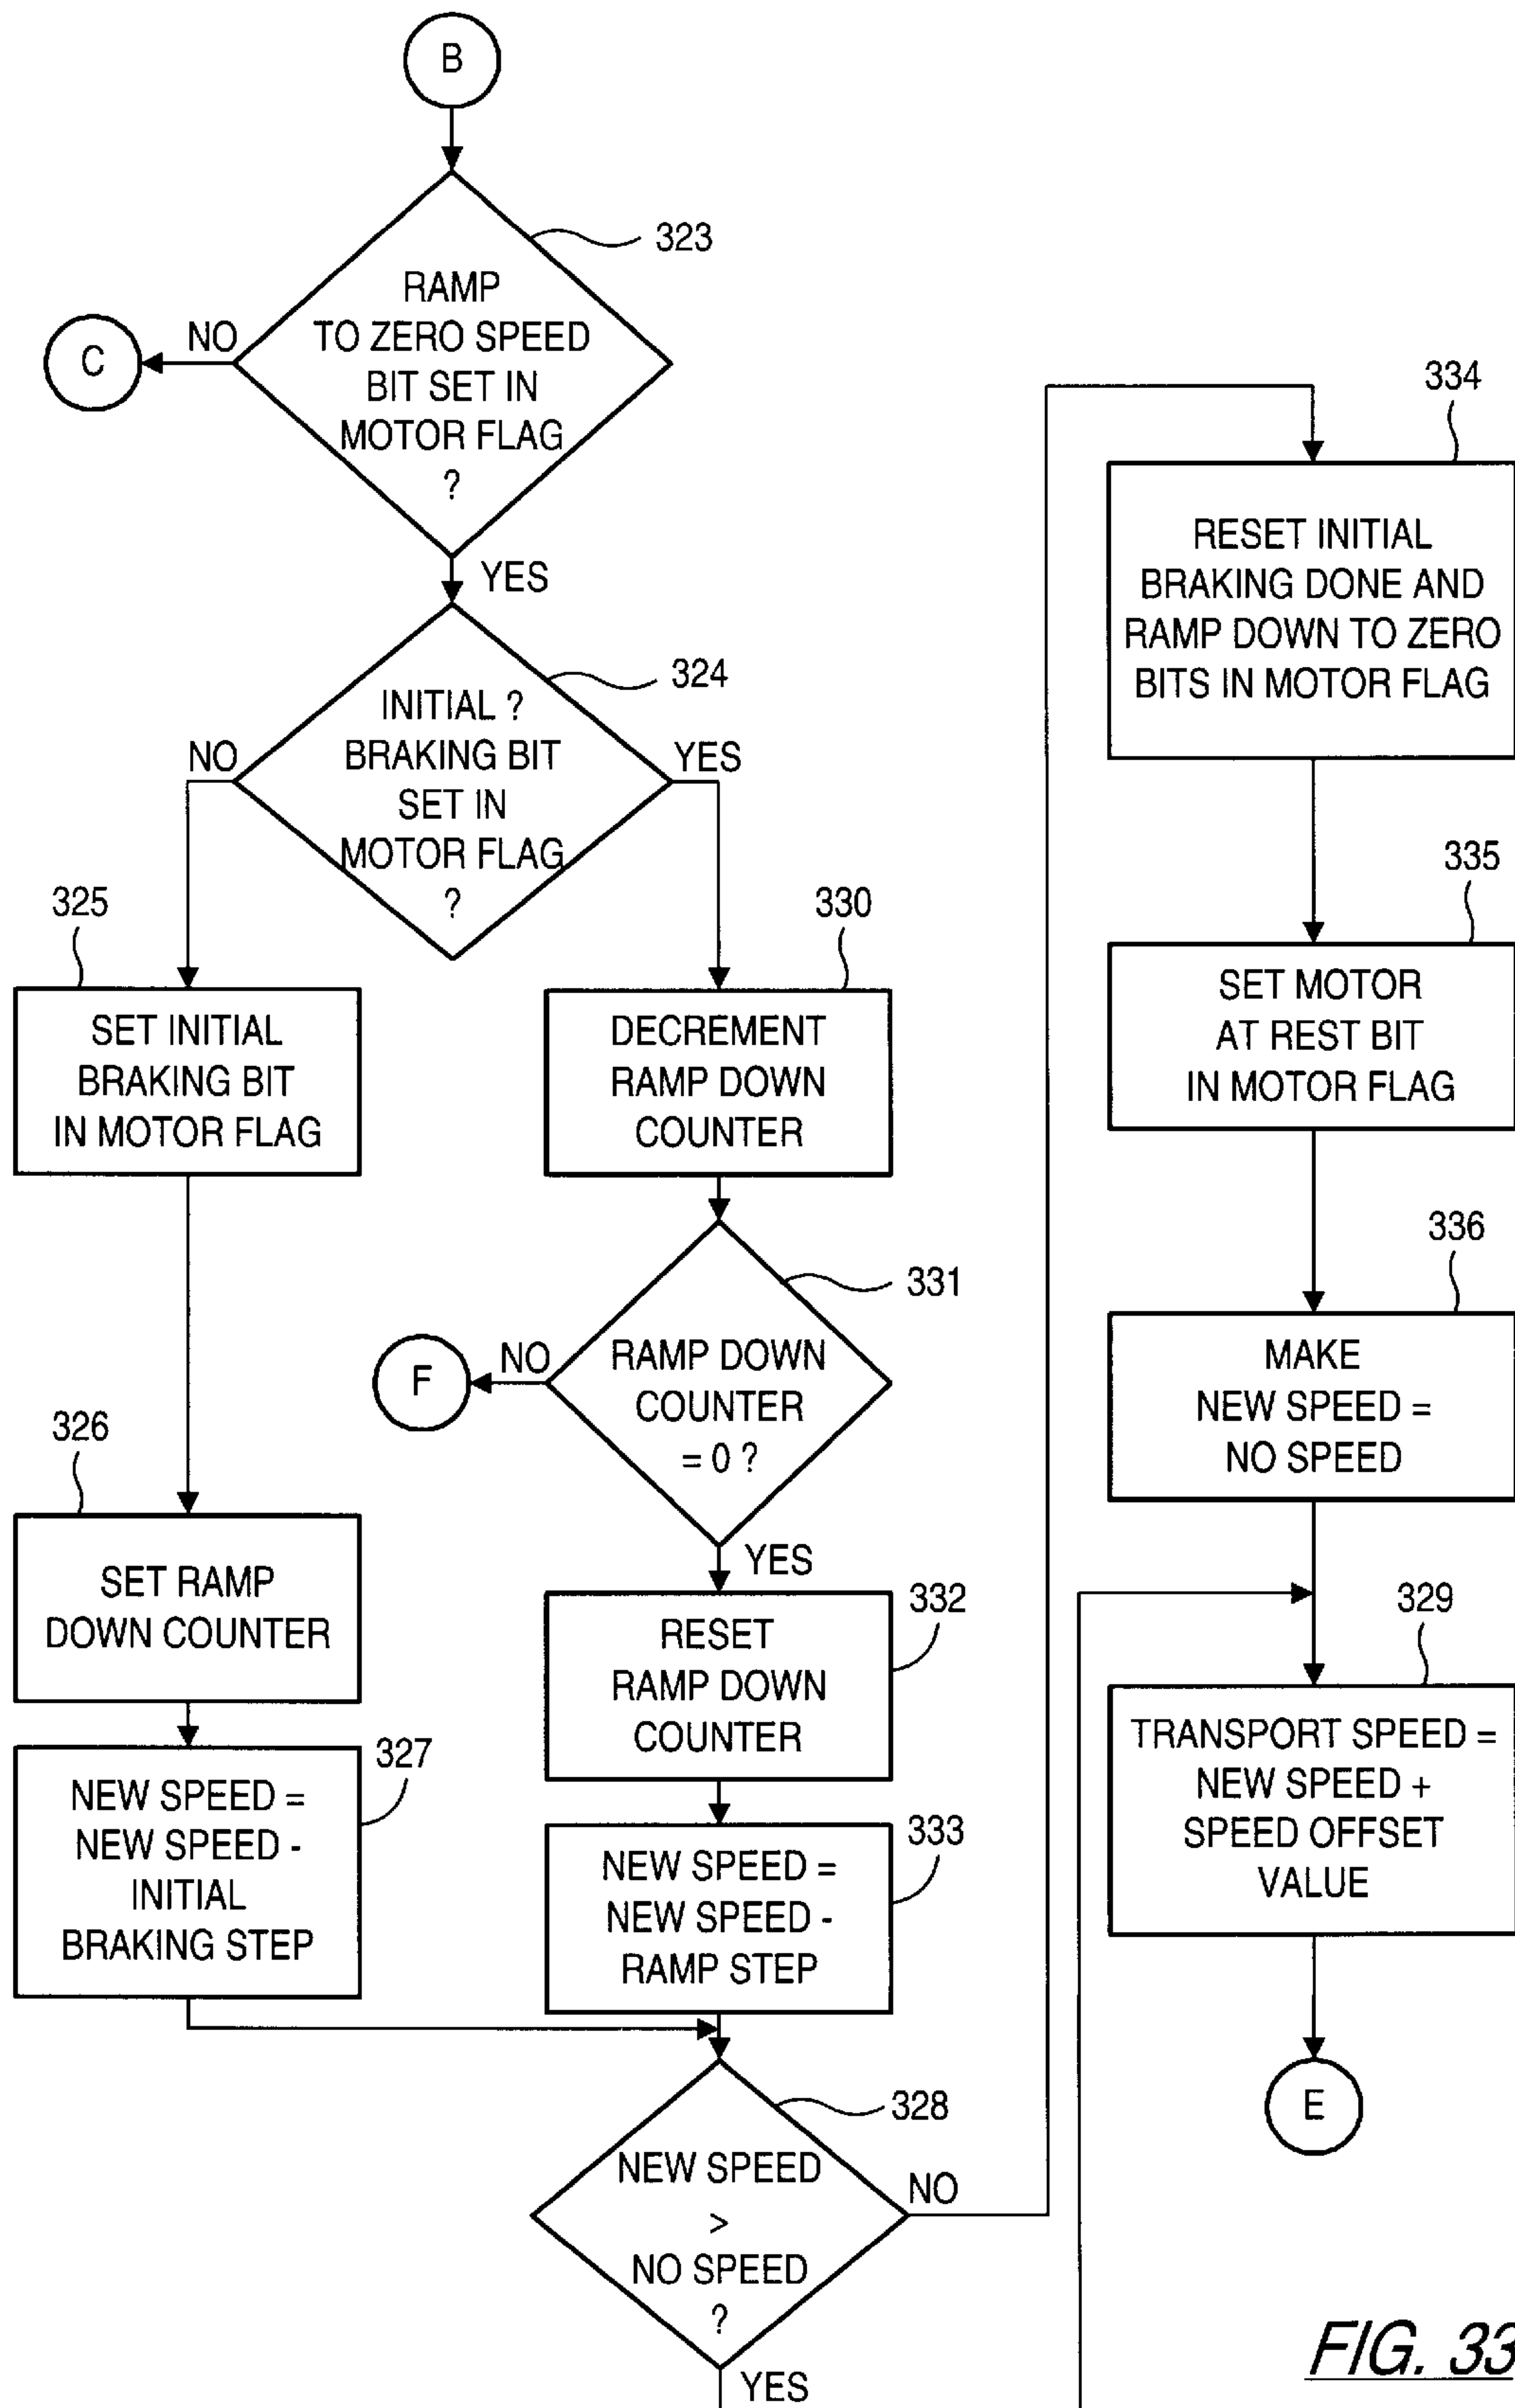 B
323
RAMP
TO ZERO SPEED
BIT SET IN
MOTOR FLAG
?
NO
C
YES
324
INITIAL ?
BRAKING BIT
SET IN
MOTOR FLAG
?
NO
YES
325
SET INITIAL
BRAKING BIT
IN MOTOR FLAG
326
SET RAMP
DOWN COUNTER
327
NEW SPEED =
NEW SPEED -
INITIAL
BRAKING STEP
330
DECREMENT
RAMP DOWN
COUNTER
331
RAMP DOWN
COUNTER
= 0 ?
NO
F
YES
332
RESET
RAMP DOWN
COUNTER
333
NEW SPEED =
NEW SPEED -
RAMP STEP
328
NEW SPEED
>
NO SPEED
?
NO
YES
334
RESET INITIAL
BRAKING DONE AND
RAMP DOWN TO ZERO
BITS IN MOTOR FLAG
335
SET MOTOR
AT REST BIT
IN MOTOR FLAG
336
MAKE
NEW SPEED =
NO SPEED
329
TRANSPORT SPEED =
NEW SPEED +
SPEED OFFSET
VALUE
E
FIG. 33